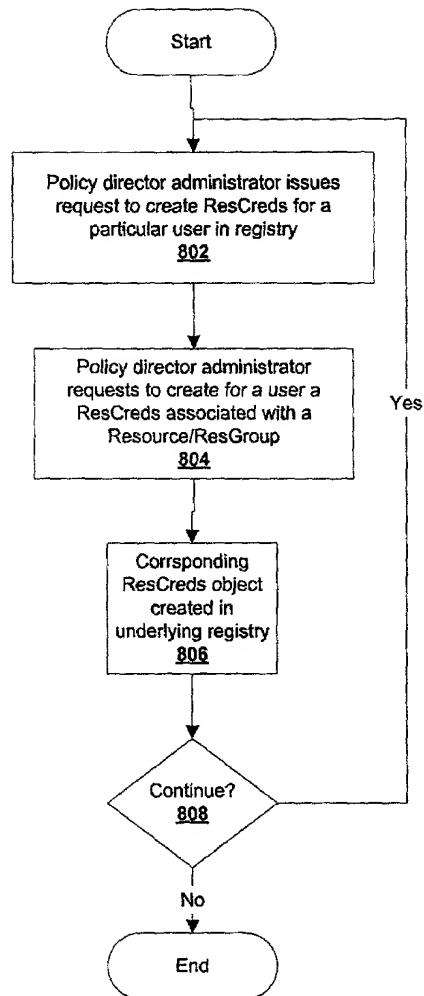 Start
Policy director administrator issues
request to create ResCreds for a
particular user in registry
802
Policy director administrator
requests to create for a user a
ResCreds associated with a
Resource/ResGroup
804
Yes
Corrsponding
ResCreds object
created in
underlying registry
806
Continue?
808
No
End